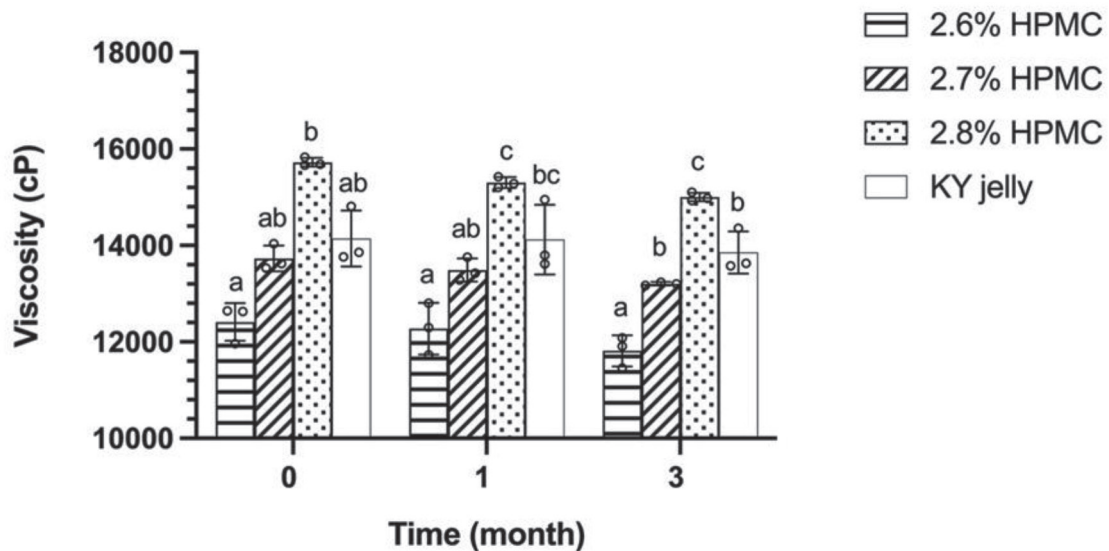 2.6% HPMC
2.7% HPMC
2.8% HPMC
KY jelly
Viscosity (cP)
18000
16000
14000
12000
10000
a
ab
b
ab
a
ab
c
bc
a
b
c
b
0
1
3
Time (month)